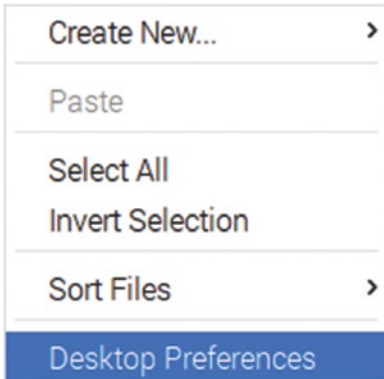 Create New...
Paste
Select All
Invert Selection
Sort Files
Desktop Preferences